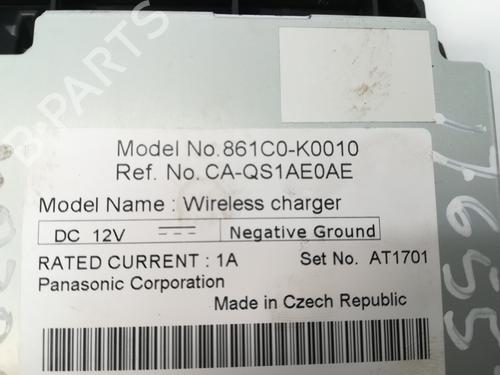 B-PARTS
Model No.861C0-K0010
Ref. No.CA-QS1AE0AE
Model Name : Wireless charger
DC 12V
Negative Ground
RATED CURRENT : 1A
Set No. AT1701
Panasonic Corporation
Made in Czech Republic